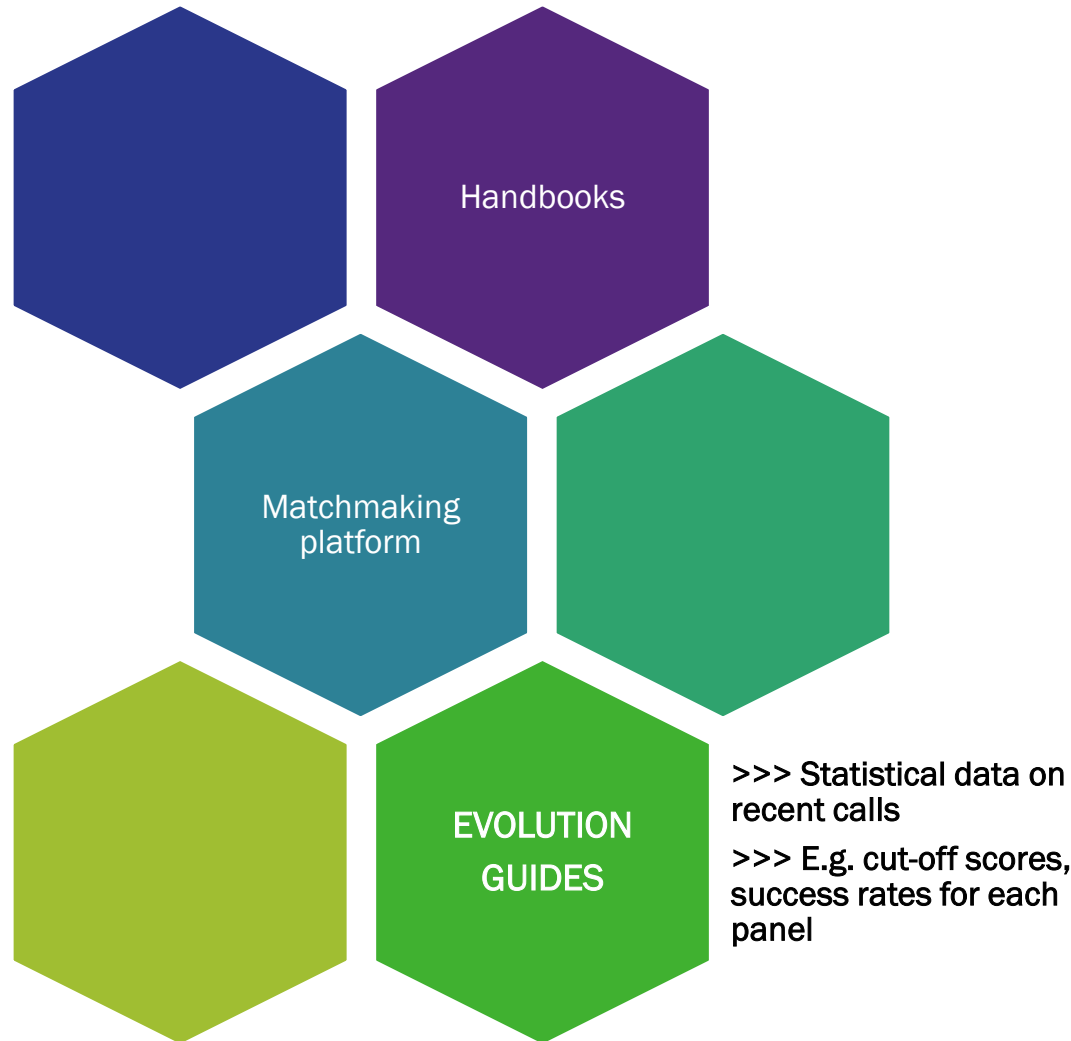 Handbooks
Matchmaking
platform
EVOLUTION
GUIDES
>>> Statistical data on
recent calls
>>> E.g. cut-off scores,
success rates for each
panel